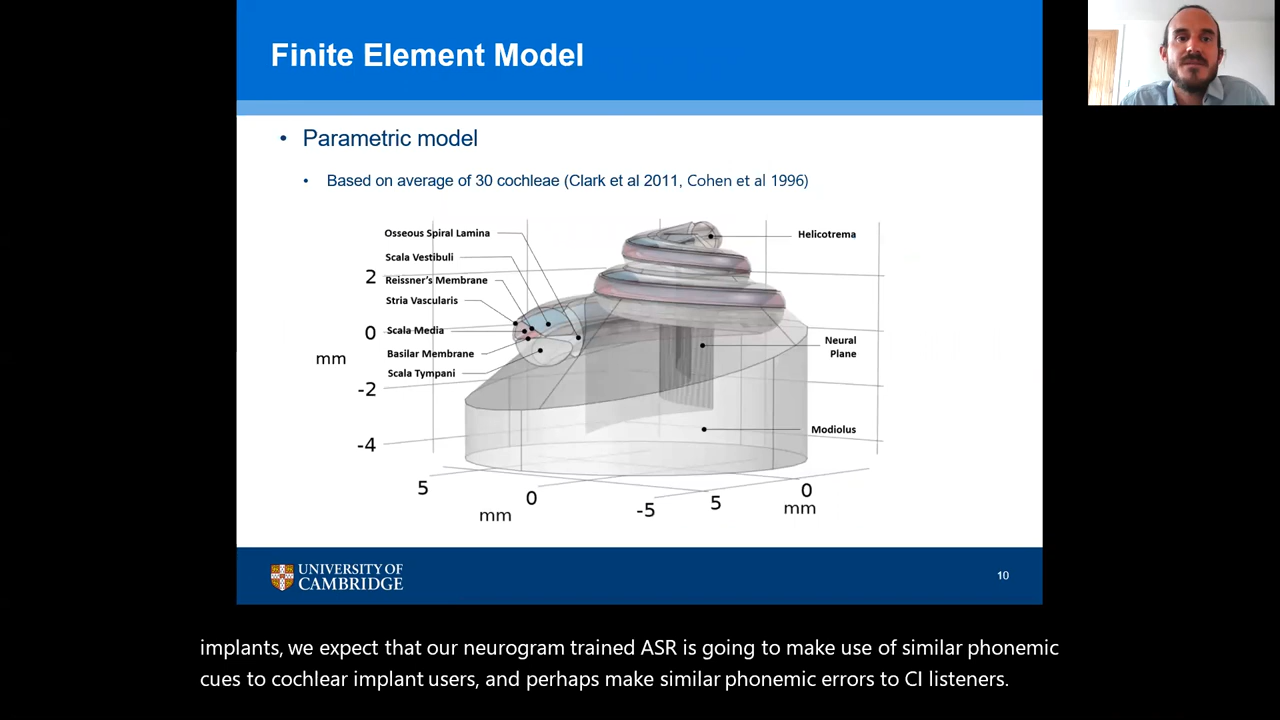 Finite Element Model
• Parametric model
• Based on average of 30 cochleae (Clark et al 2011, Cohen et al 1996)
Osseous Spiral Lamina
Scala Vestibuli
Reissner's Membrane
Stria Vascularis
Scala Media
Basilar Membrane
Scala Tympani
Helicotrema
Neural
Plane
Modiolus
2
0
-2
-4
mm
5
0
mm
-5
5
0
mm
UNIVERSITY OF
CAMBRIDGE
10
implants, we expect that our neurogram trained ASR is going to make use of similar phonemic
cues to cochlear implant users, and perhaps make similar phonemic errors to CI listeners.